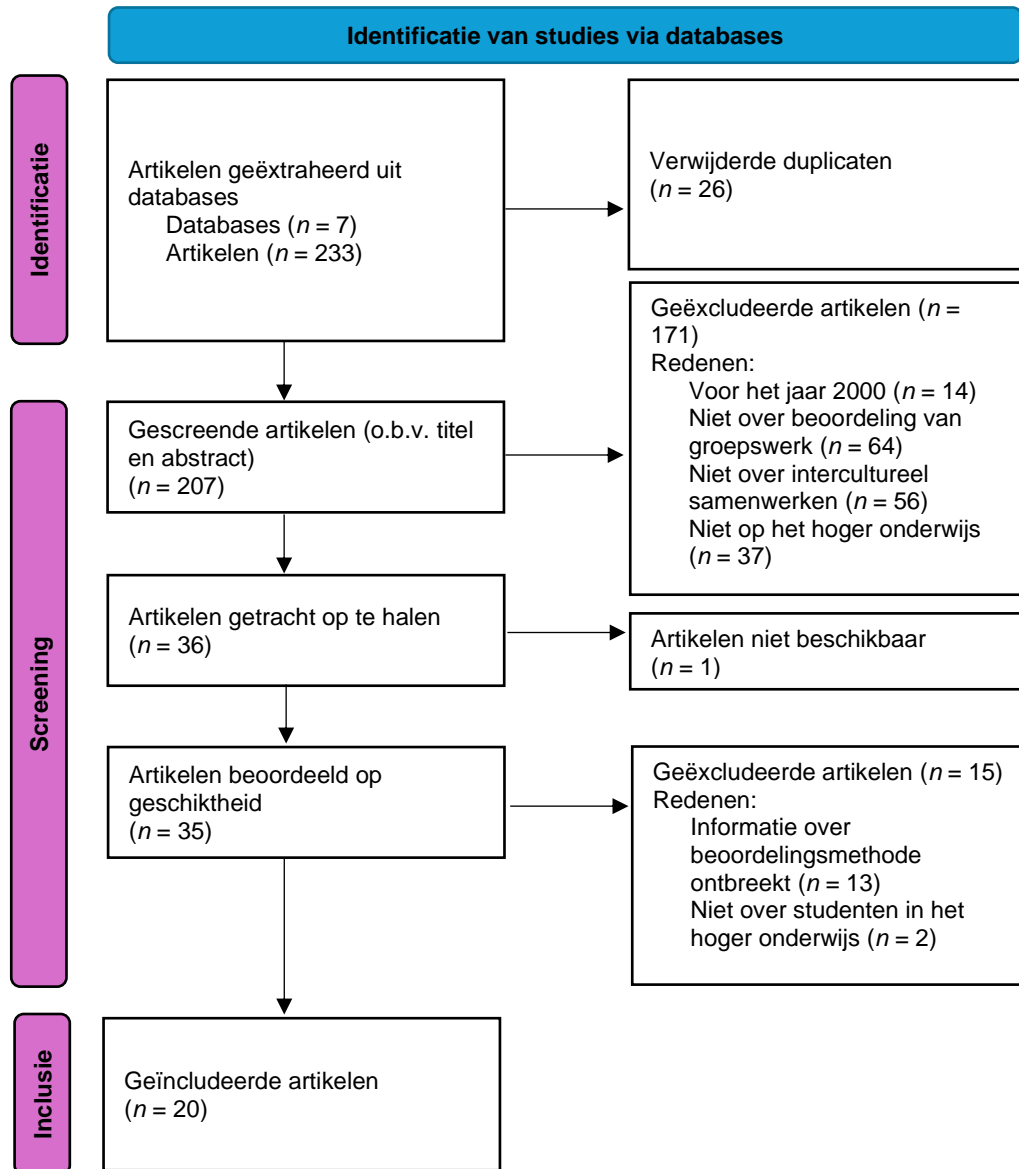 Identificatie van studies via databases
Identificatie
Artikelen geëxtraheerd uit
databases
Databases (n = 7)
Artikelen (n = 233)
Verwijderde duplicaten
(n = 26)
Screening
Gescreende artikelen (o.b.v. titel
en abstract)
(n = 207)
Geëxcludeerde artikelen (n =
171)
Redenen:
Voor het jaar 2000 (n = 14)
Niet over beoordeling van
groepswerk (n = 64)
Niet over intercultureel
samenwerken (n = 56)
Niet op het hoger onderwijs
(n = 37)
Artikelen getracht op te halen
(n = 36)
Artikelen niet beschikbaar
(n = 1)
Artikelen beoordeeld op
geschiktheid
(n = 35)
Geëxcludeerde artikelen (n = 15)
Redenen:
Informatie over
beoordelingsmethode
ontbreekt (n = 13)
Niet over studenten in het
hoger onderwijs (n = 2)
Inclusie
Geïncludeerde artikelen
(n = 20)